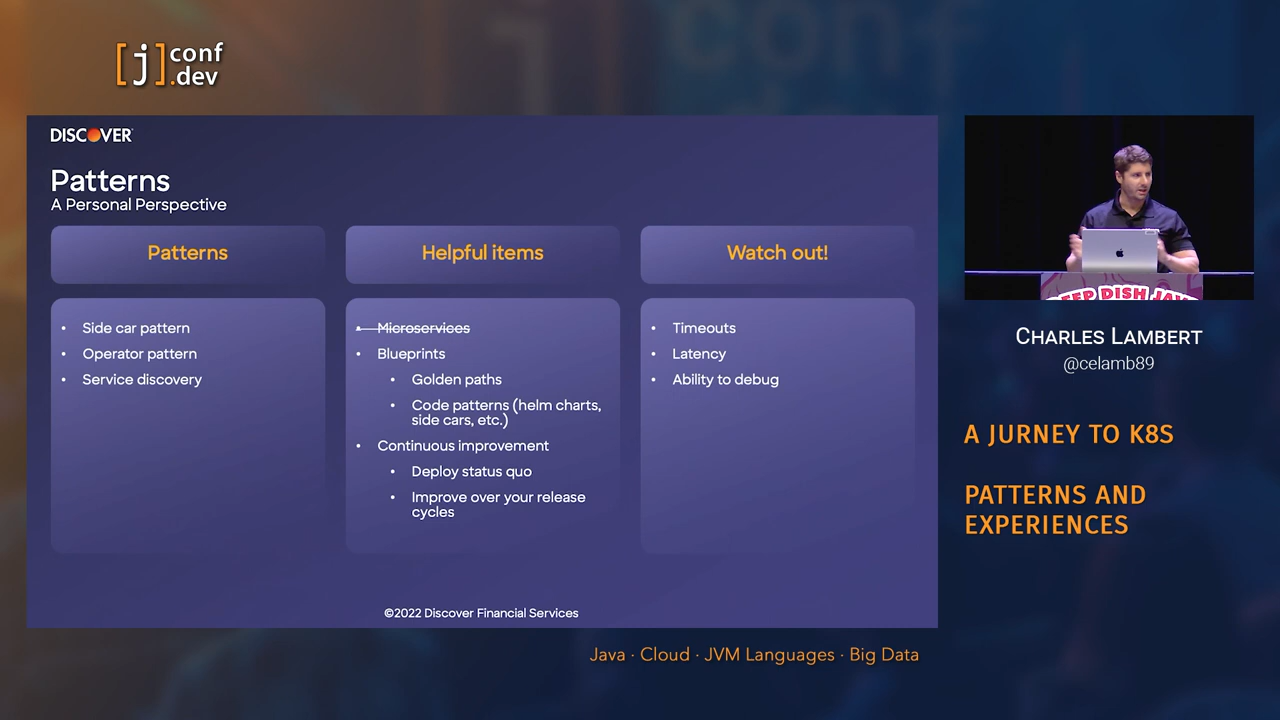 [j]conf
.dev
DISCOVER
Patterns
A Personal Perspective
Patterns
Helpful items
Watch out!
• Side car pattern
• Operator pattern
• Service discovery
• Microservices
• Blueprints
• Golden paths
• Code patterns (helm charts,
side cars, etc.)
• Continuous improvement
• Deploy status quo
• Improve over your release
cycles
• Timeouts
• Latency
• Ability to debug
©2022 Discover Financial Services
DEEP DISH
CHARLES LAMBERT
@celamb89
A JURNEY TO K8S
PATTERNS AND
EXPERIENCES
Java · Cloud · JVM Languages · Big Data